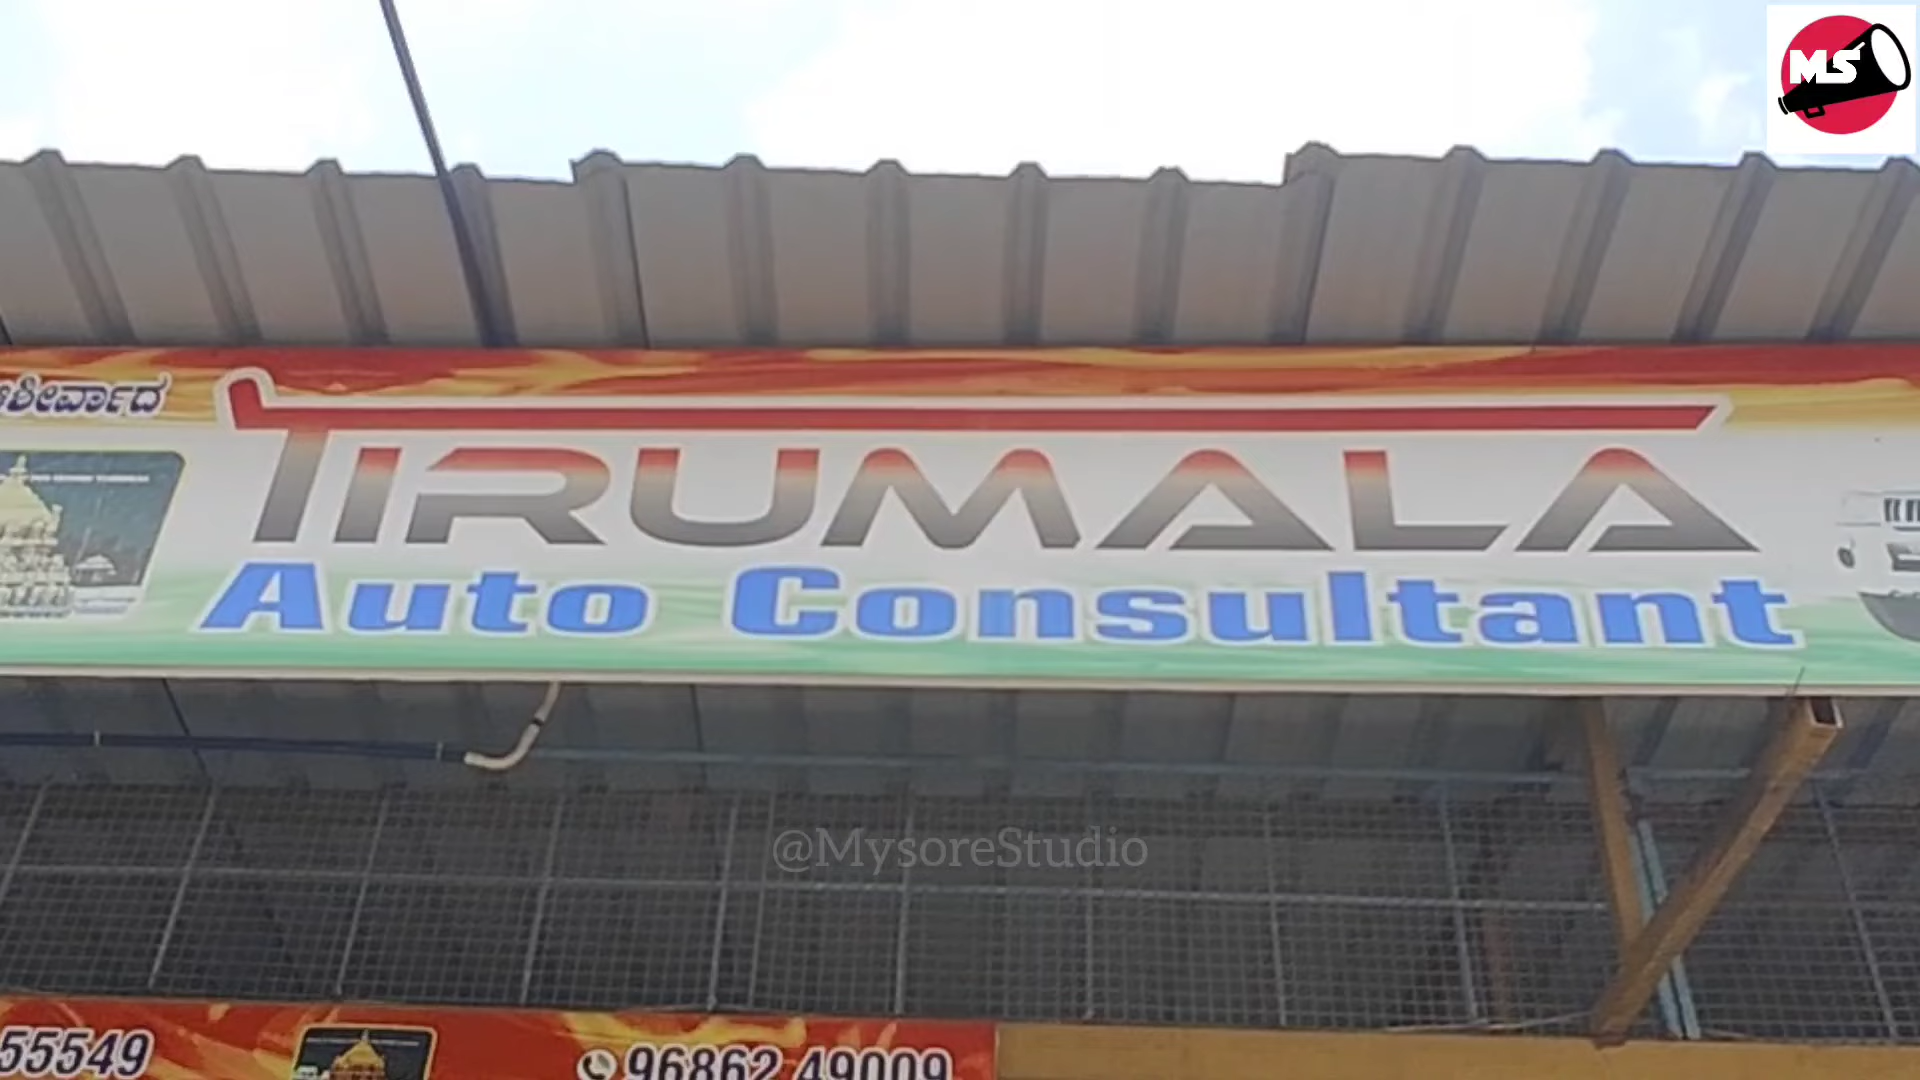 MS
TIRUMALA
Auto Consultant
@MysoreStudio
55549
96862 49009